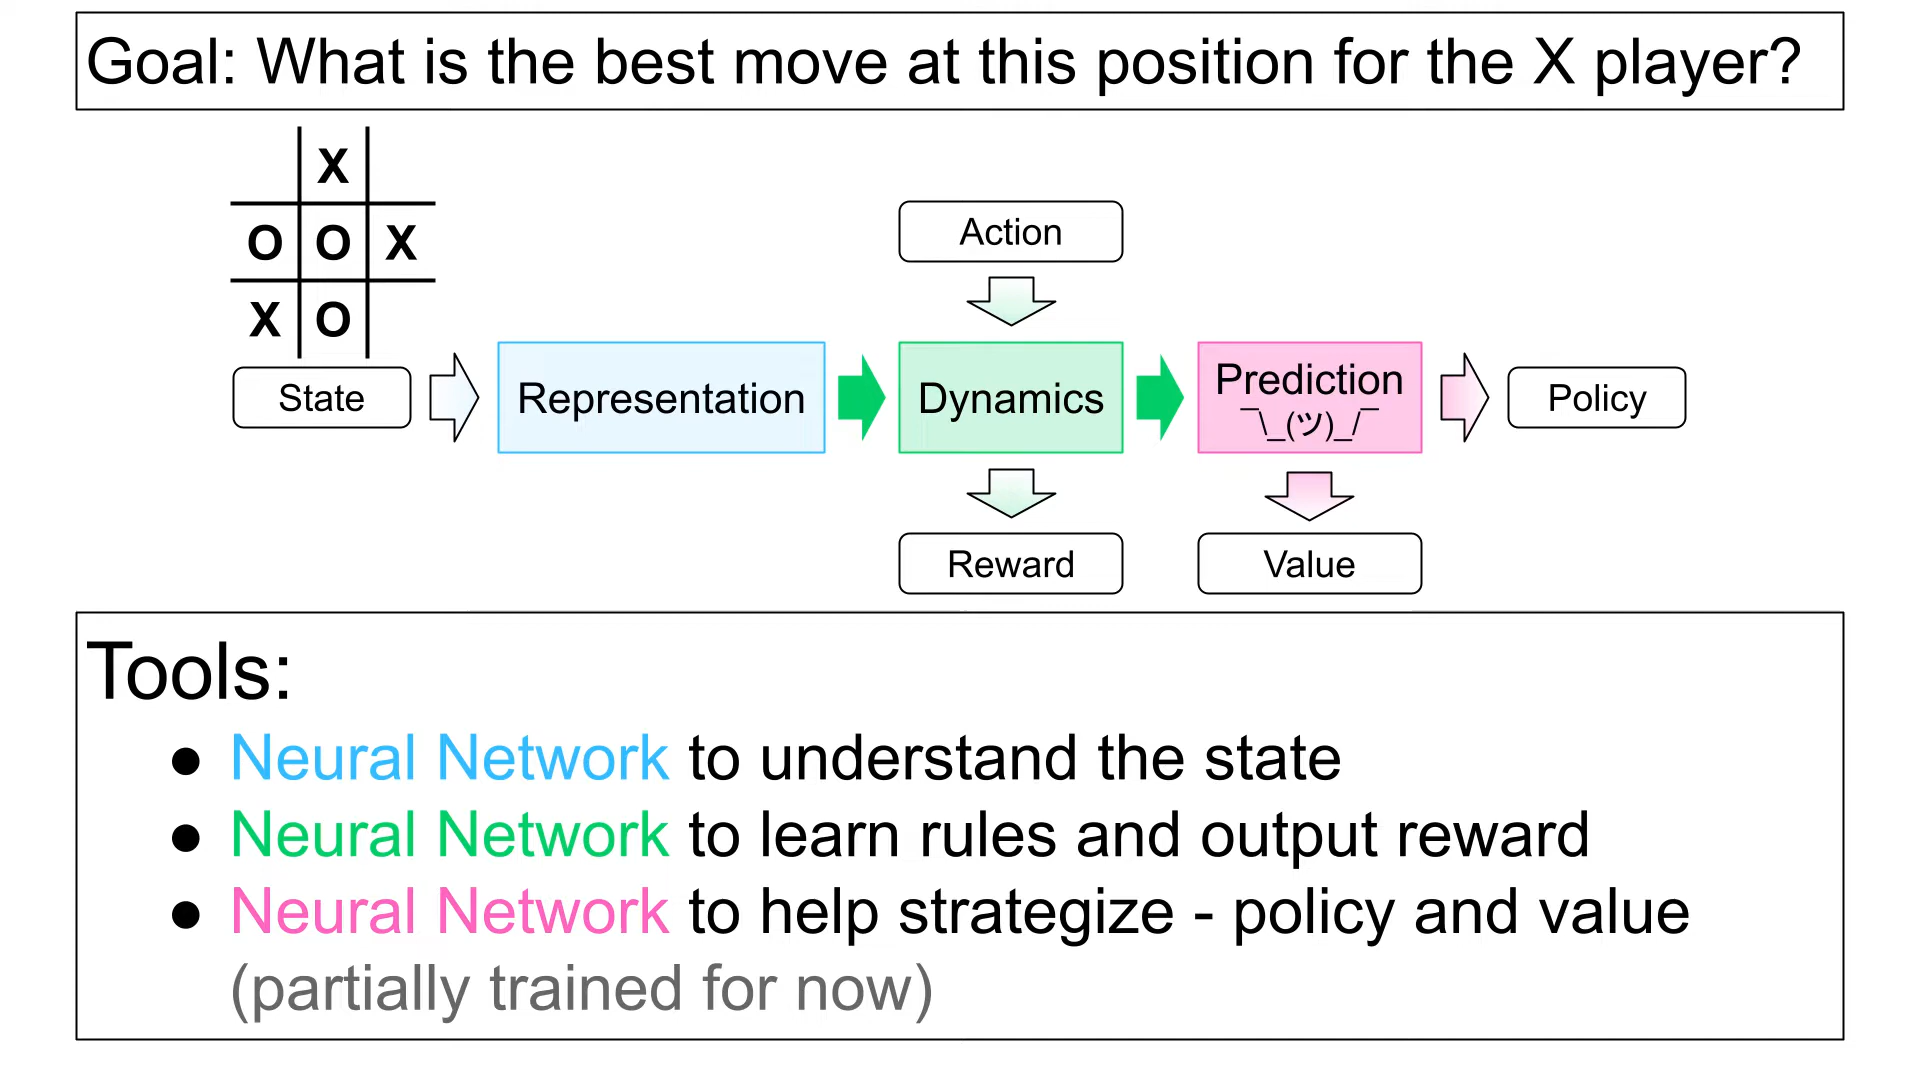 Goal: What is the best move at this position for the X player?
X
O O X
X O
State
Action
Representation
Dynamics
Prediction
¯\_(ツ)_/¯
Policy
Reward
Value
Tools:
● Neural Network to understand the state
● Neural Network to learn rules and output reward
● Neural Network to help strategize - policy and value
(partially trained for now)